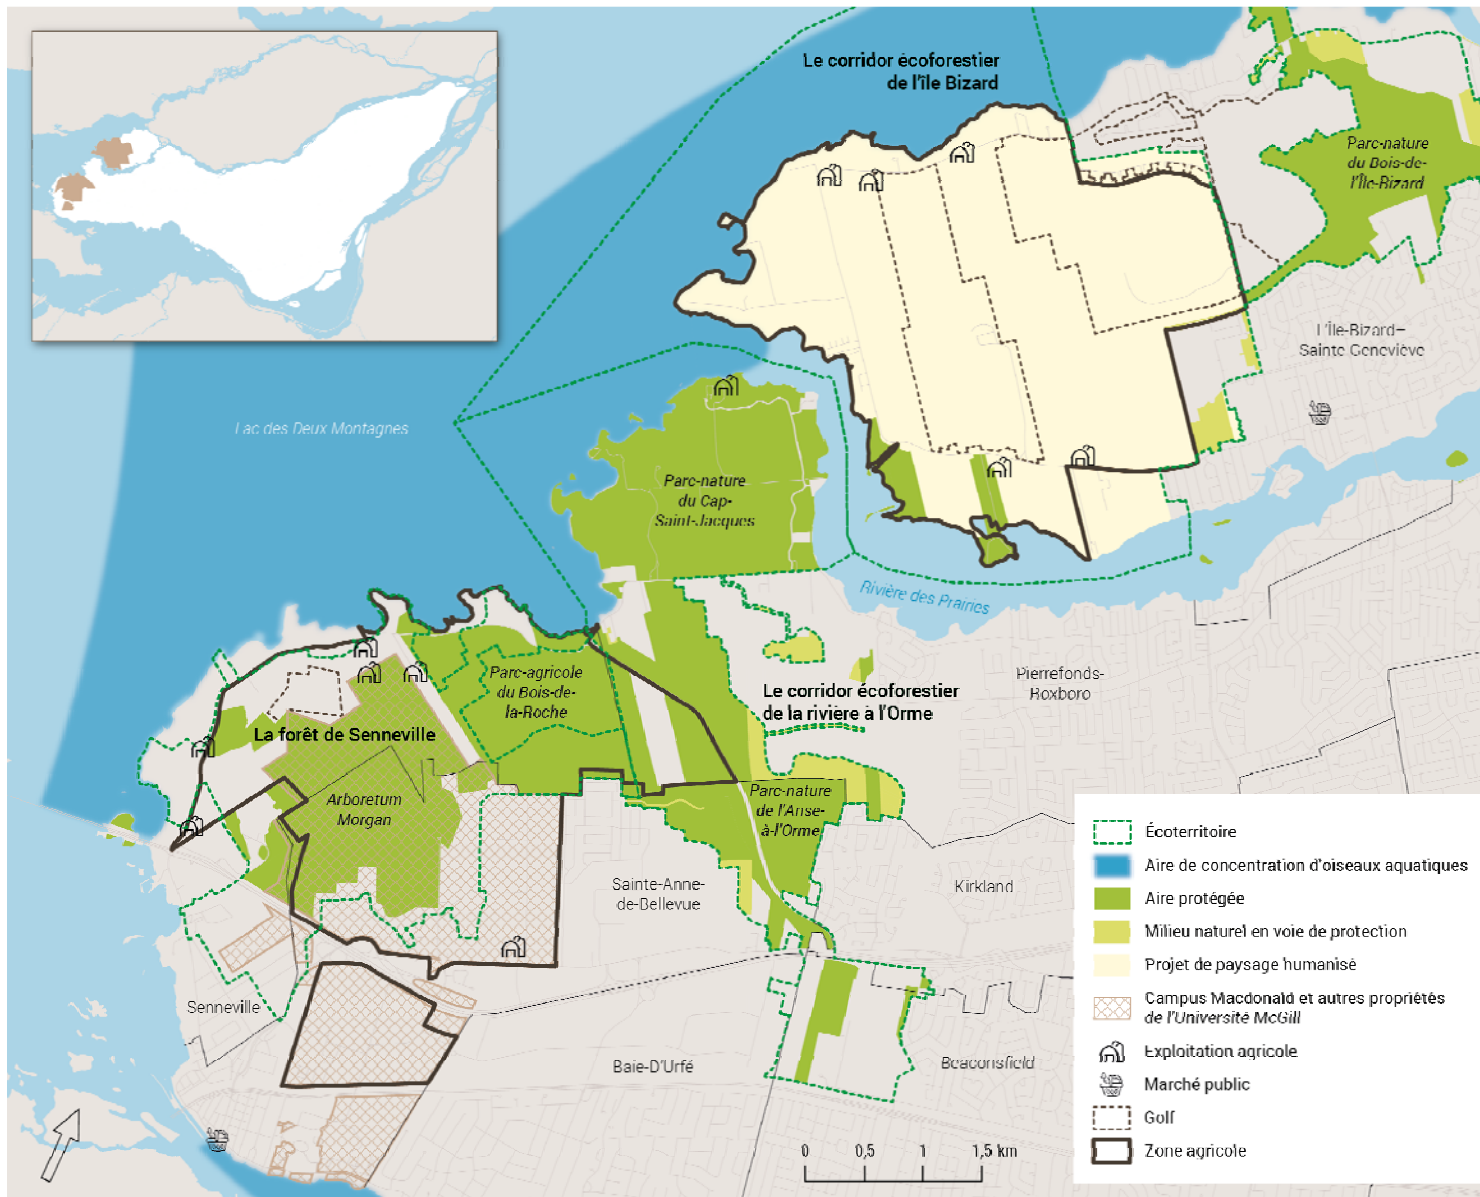 Le corridor écoforestier
de l'île Bizard
Parc-nature
du Bois-de-
l'Île-Bizard
L'Île-Bizard–
Sainte-Geneviève
Lac des Deux Montagnes
Parc-nature
du Cap-
Saint-Jacques
Rivière des Prairies
Parc-agricole
du Bois-de-
la-Roche
Le corridor écoforestier
de la rivière à l'Orme
Pierrefonds-
Roxboro
La forêt de Senneville
Arboretum
Morgan
Parc-nature
de l'Anse-
à-l'Orme
Sainte-Anne-
de-Bellevue
Kirkland
Senneville
Baie-D'Urfé
Beaconsfield
Écoterritoire
Aire de concentration d'oiseaux aquatiques
Aire protégée
Milieu naturel en voie de protection
Projet de paysage humanisé
Campus Macdonald et autres propriétés
de l'Université McGill
Exploitation agricole
Marché public
Golf
Zone agricole
0 0,5 1 1,5 km